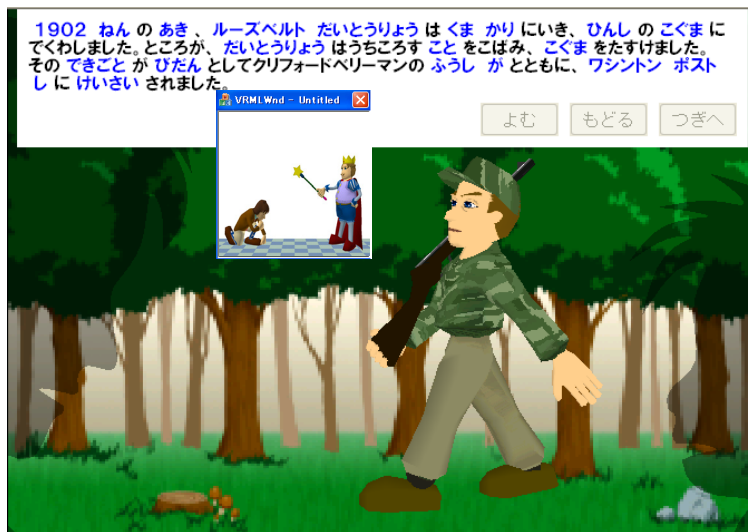 1902 ねん の あき 、 ルーズベルト だいとうりょう は くま かり にいき、 ひんし の こぐま に
でくわしました。ところが、 だいとうりょう はうちころす こと をこばみ、 こぐま をたすけました。
その できごと が びだん としてクリフォードベリーマンの ふうし が とともに、 ワシントン ポスト
し に けいさい されました。
VRMLWnd - Untitled
よむ もどる つぎへ